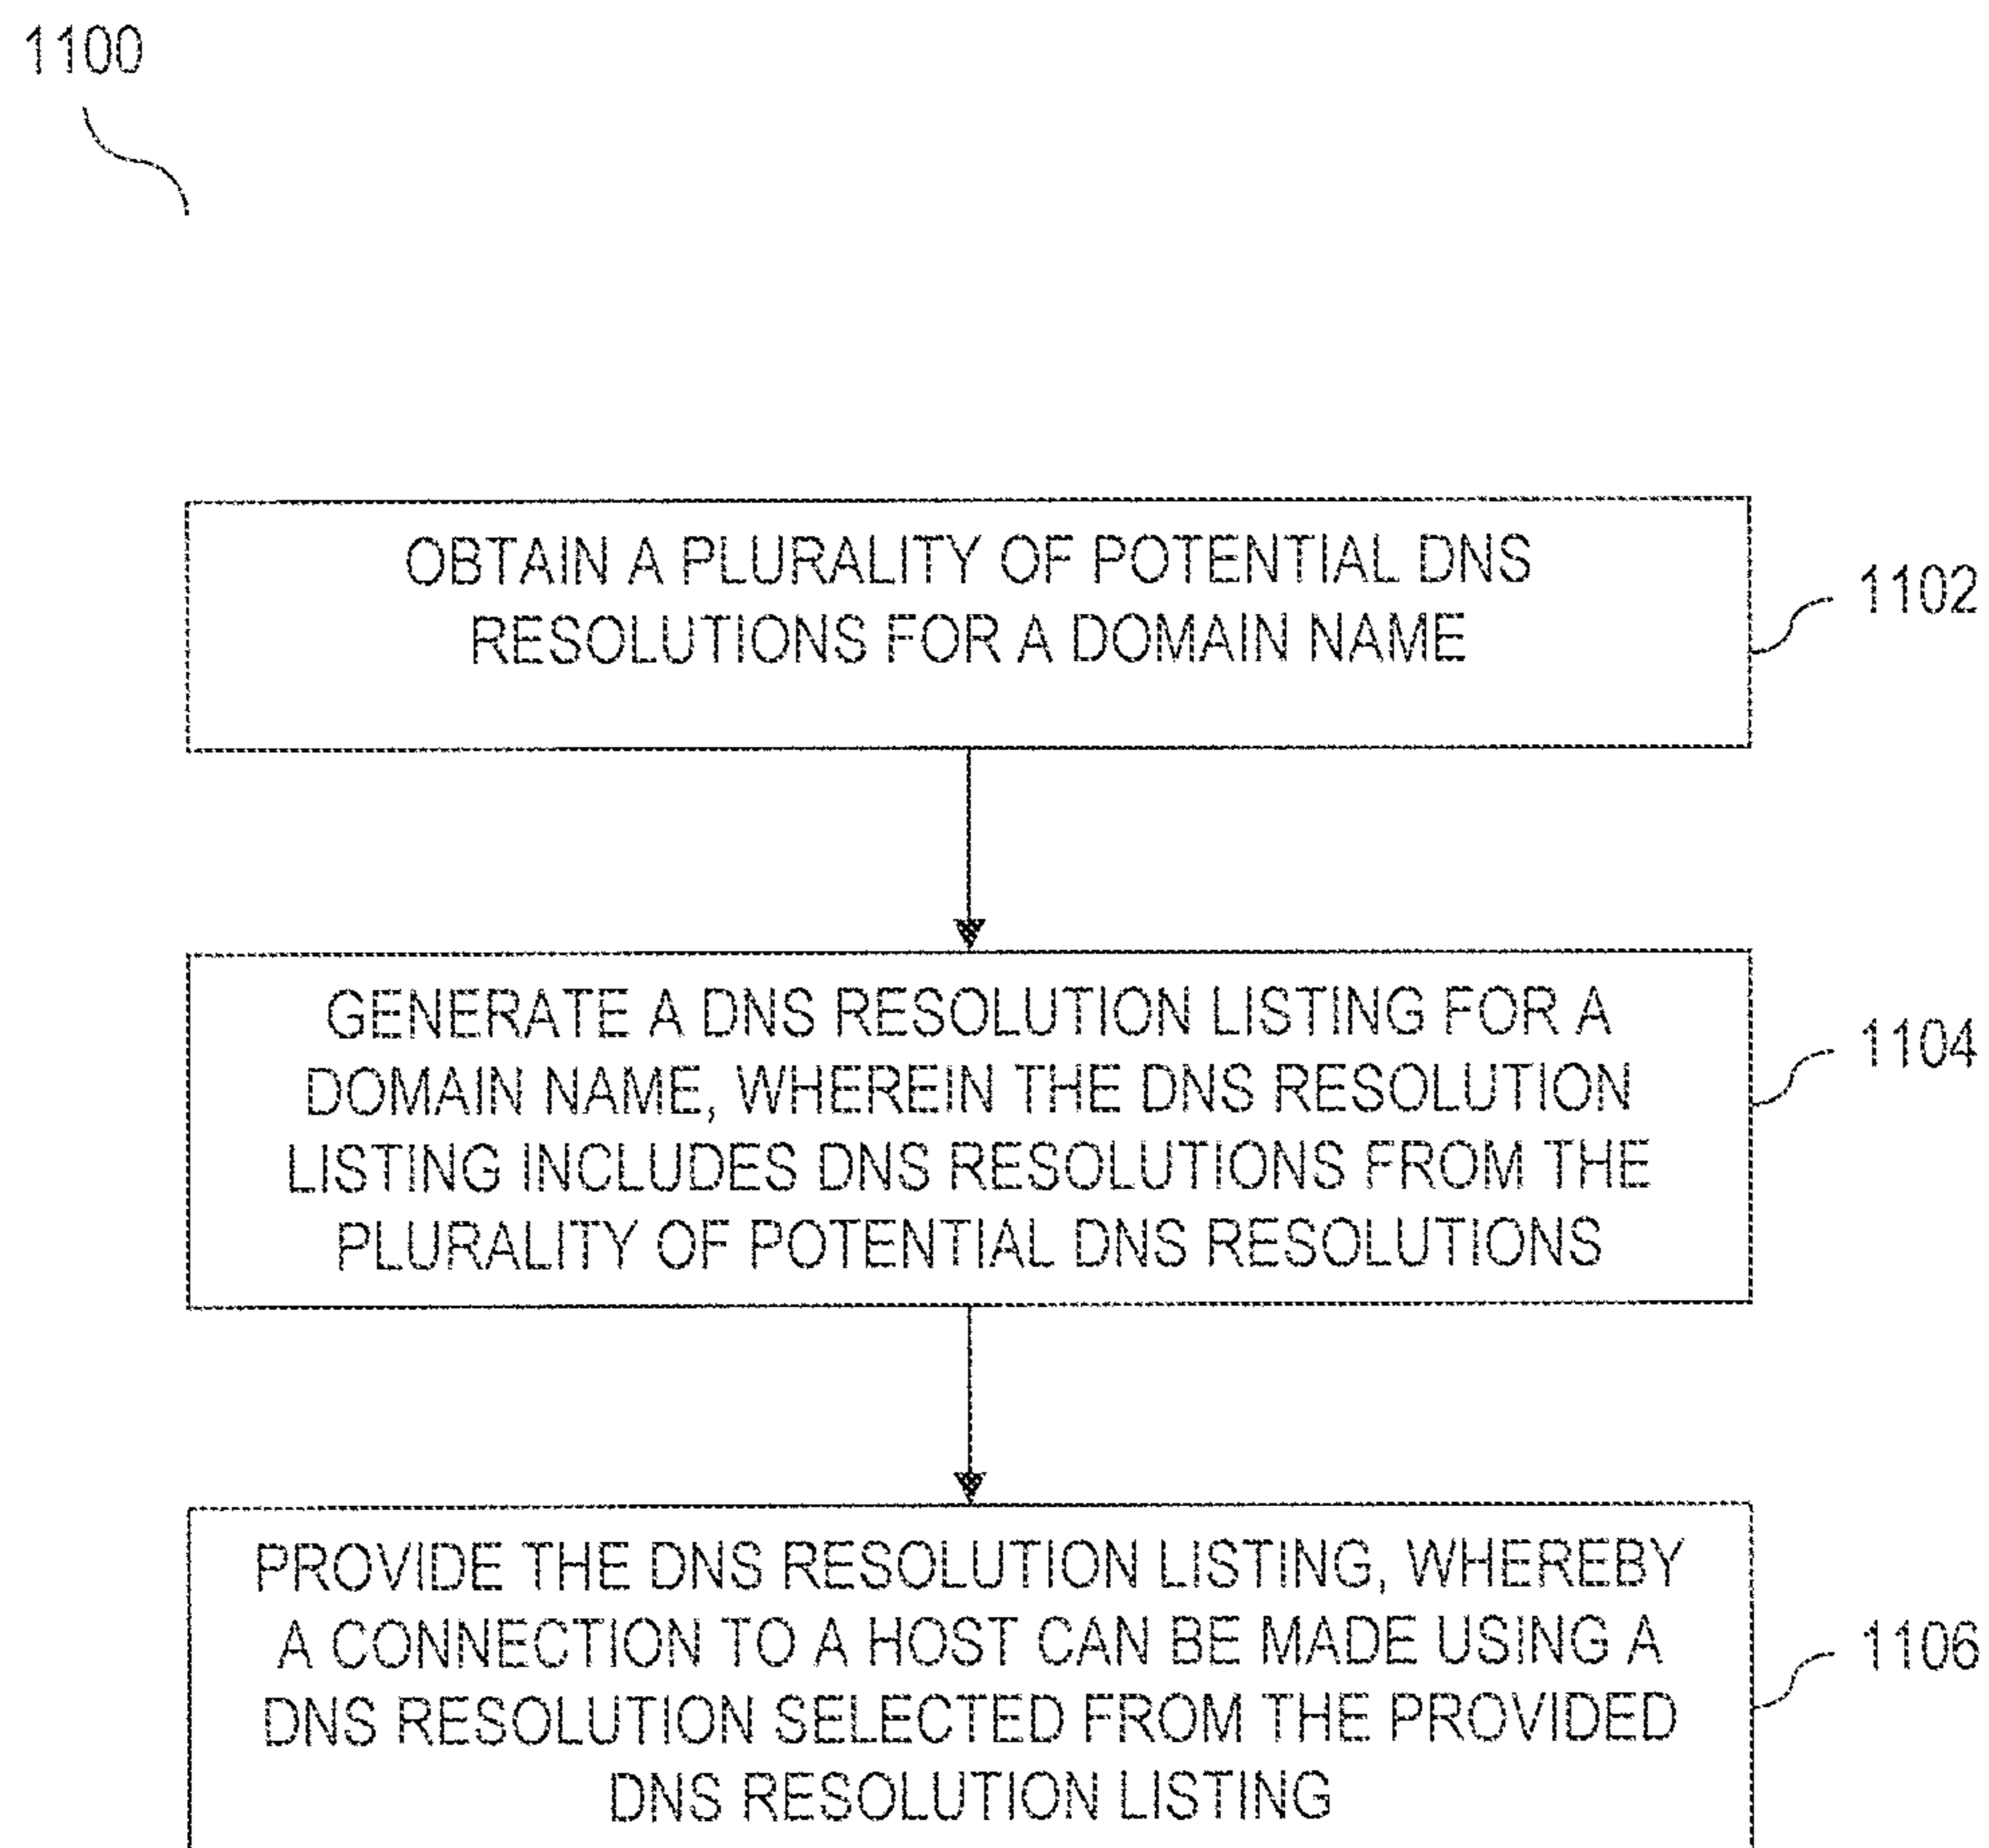 1100
OBTAIN A PLURALITY OF POTENTIAL DNS
RESOLUTIONS FOR A DOMAIN NAME
1102
GENERATE A DNS RESOLUTION LISTING FOR A
DOMAIN NAME, WHEREIN THE DNS RESOLUTION
LISTING INCLUDES DNS RESOLUTIONS FROM THE
PLURALITY OF POTENTIAL DNS RESOLUTIONS
1104
PROVIDE THE DNS RESOLUTION LISTING, WHEREBY
A CONNECTION TO A HOST CAN BE MADE USING A
DNS RESOLUTION SELECTED FROM THE PROVIDED
DNS RESOLUTION LISTING
1106